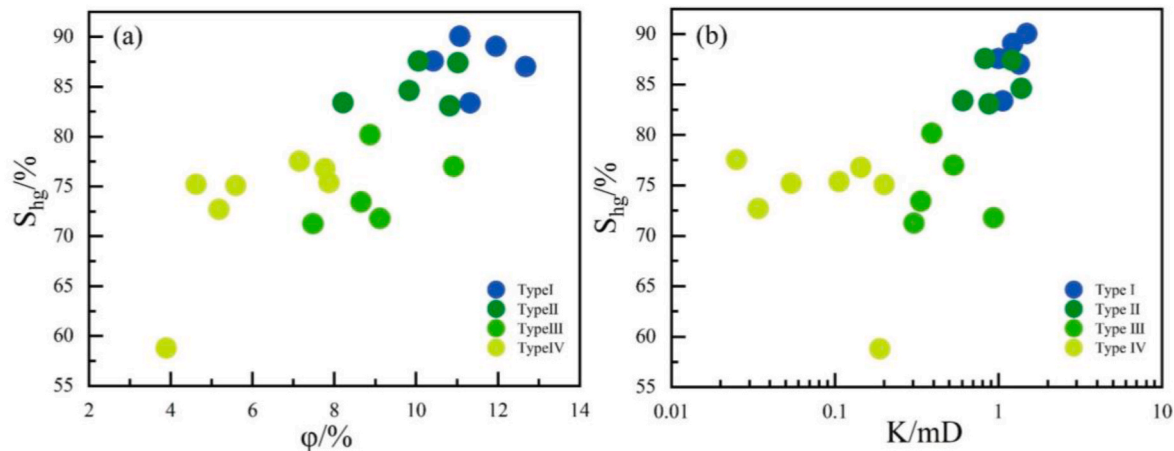 (a)
S_hg/%
90
85
80
75
70
65
60
55
2 4 6 8 10 12 14
φ/%
TypeI
TypeII
TypeIII
TypeIV
(b)
S_hg/%
90
85
80
75
70
65
60
55
0.01 0.1 1 10
K/mD
Type I
Type II
Type III
Type IV